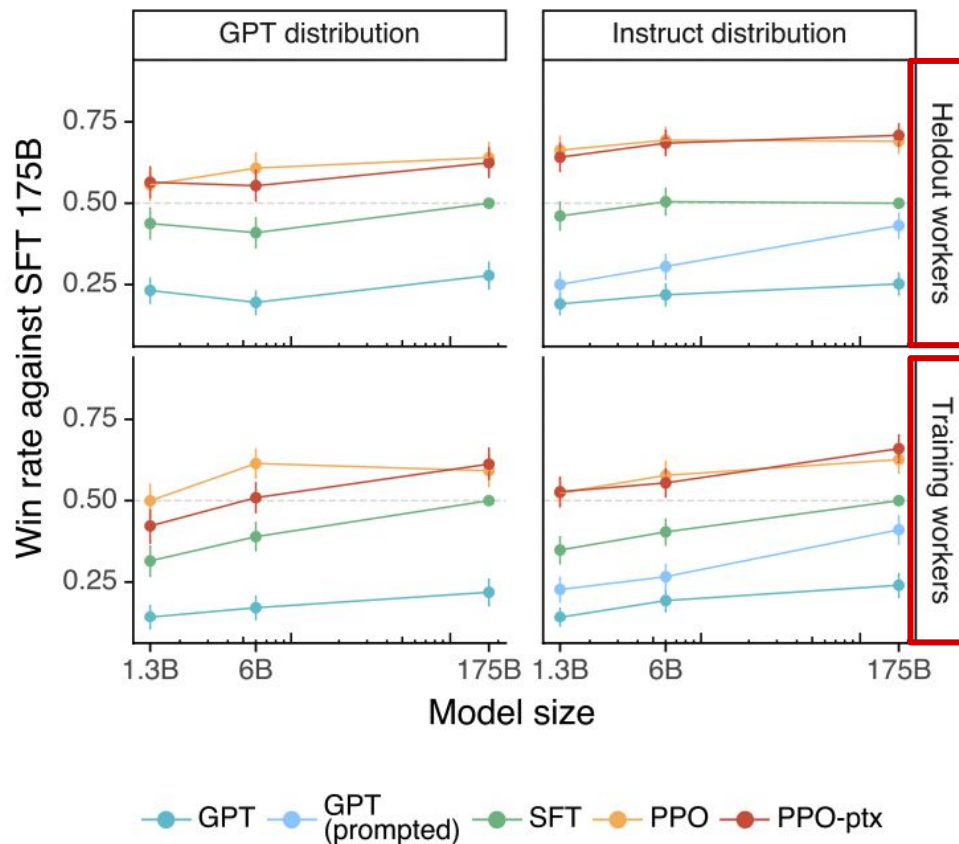 GPT distribution
Instruct distribution
Win rate against SFT 175B
0.75
0.50
0.25
Heldout workers
0.75
0.50
0.25
Training workers
1.3B 6B 175B
1.3B 6B 175B
Model size
GPT
GPT
(prompted)
SFT
PPO
PPO-ptx